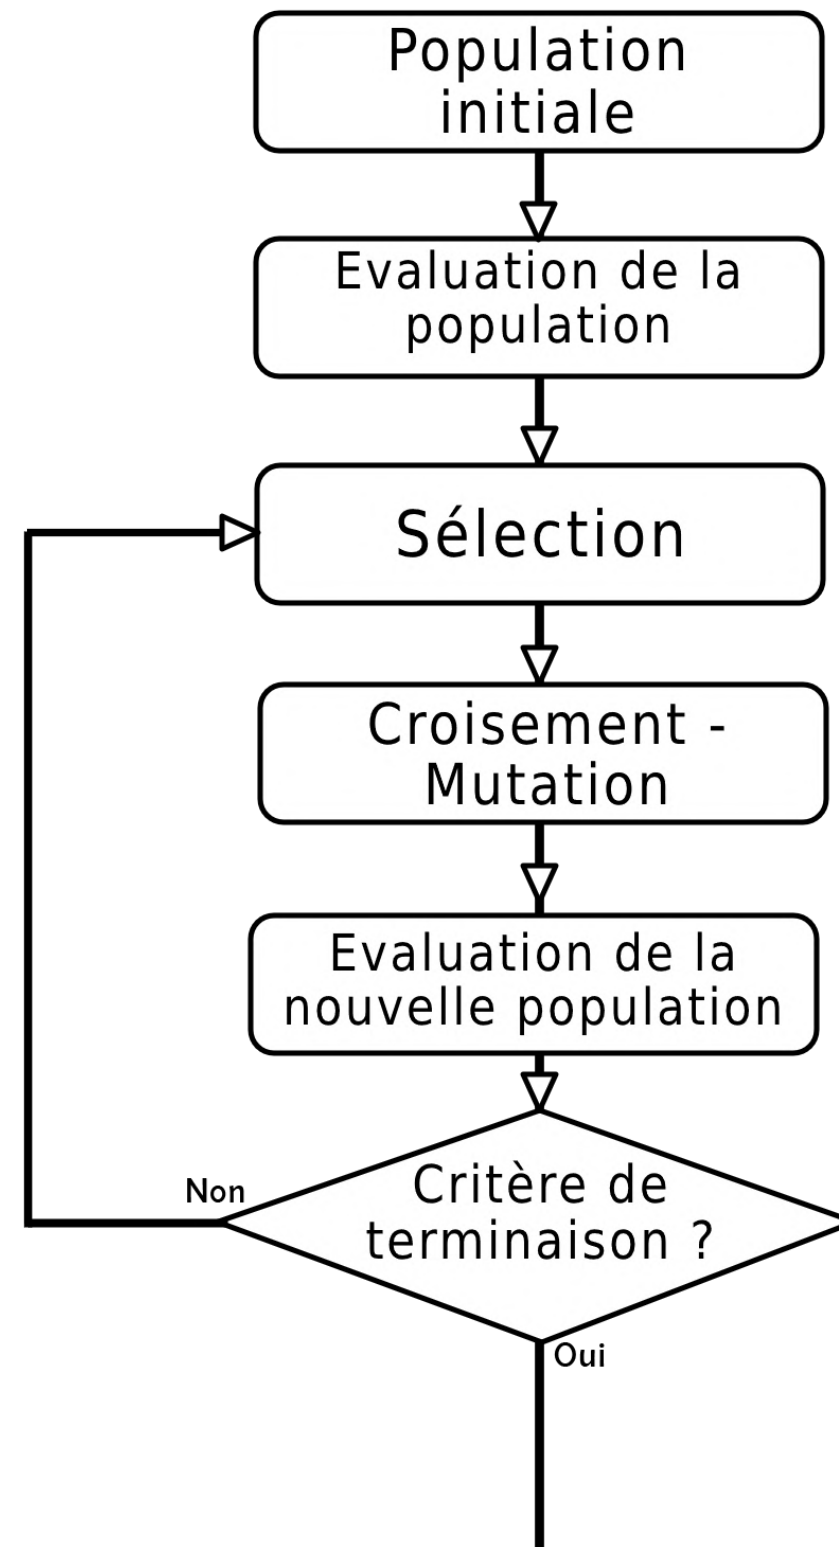 Population
initiale
Evaluation de la
population
Sélection
Croisement -
Mutation
Evaluation de la
nouvelle population
Non
Critère de
terminaison ?
Oui